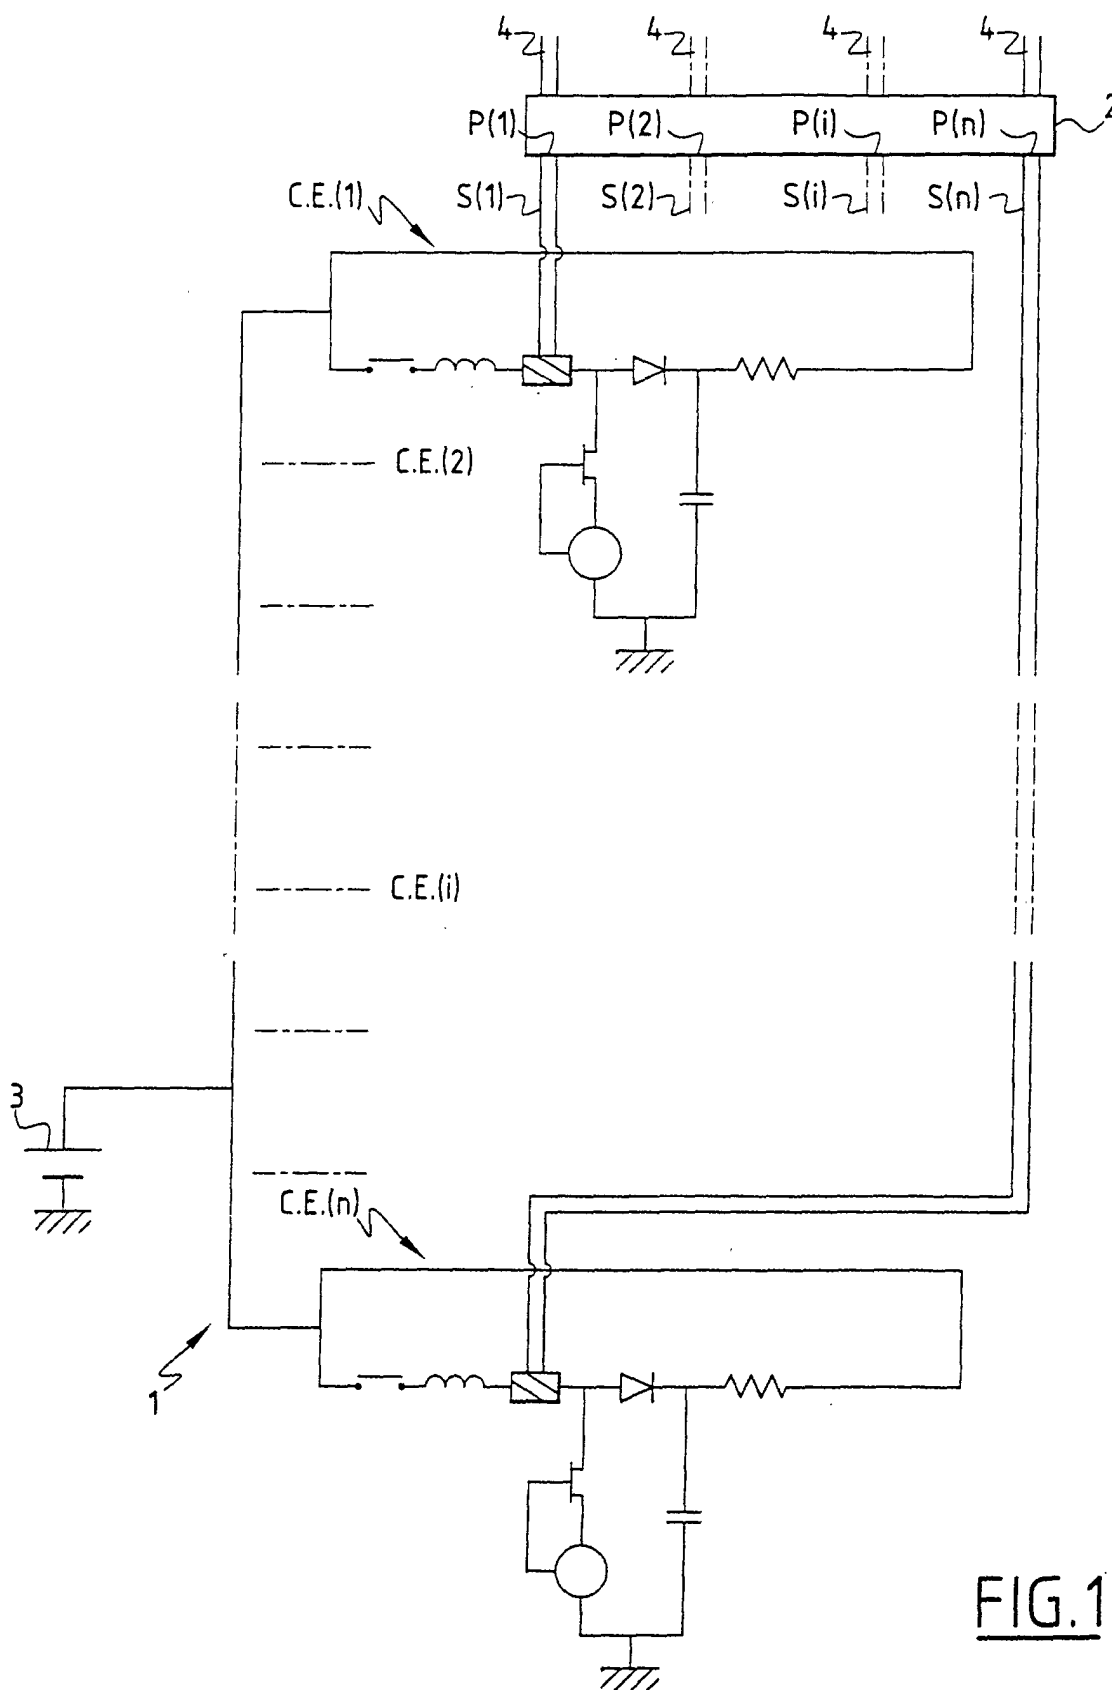 4 4 4 4
2
P(1) P(2) P(i) P(n)
C.E.(1) S(1) S(2) S(i) S(n)
C.E.(2)
C.E.(i)
3
C.E.(n)
1
FIG.1